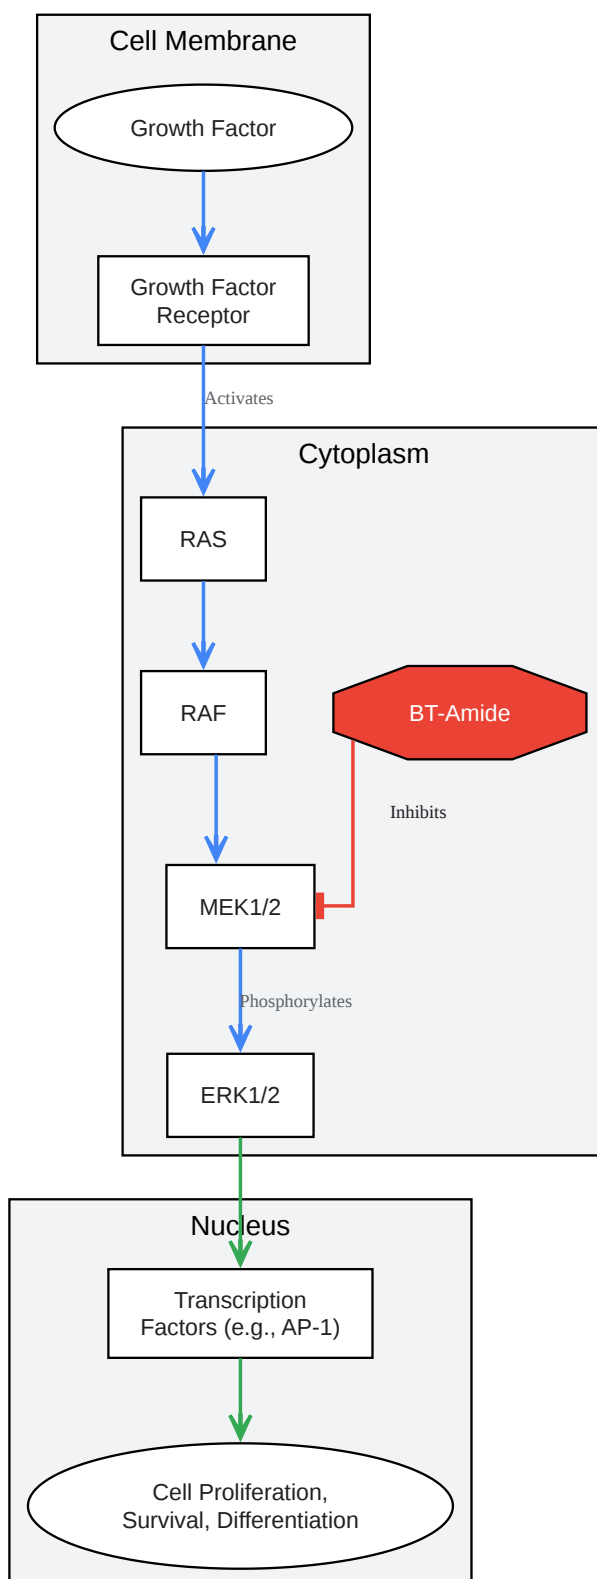 Cell Membrane
Growth Factor
Growth Factor
Receptor
Activates
Cytoplasm
RAS
RAF
BT-Amide
Inhibits
MEK1/2
Phosphorylates
ERK1/2
Nucleus
Transcription
Factors (e.g., AP-1)
Cell Proliferation,
Survival, Differentiation